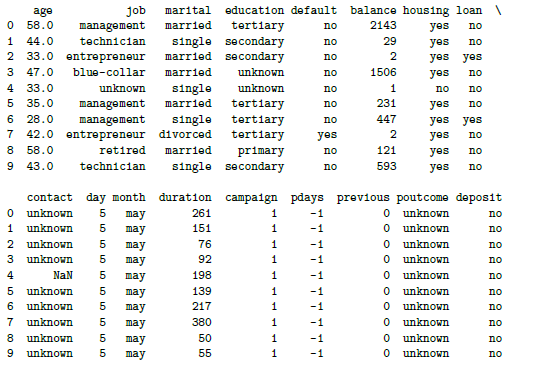 age job marital education default balance housing loan \
0 58.0 management married tertiary no 2143 yes no
1 44.0 technician single secondary no 29 yes no
2 33.0 entrepreneur married secondary no 2 yes yes
3 47.0 blue-collar married unknown no 1506 yes no
4 33.0 unknown single unknown no 1 no no
5 35.0 management married tertiary no 231 yes no
6 28.0 management single tertiary no 447 yes yes
7 42.0 entrepreneur divorced tertiary yes 2 yes no
8 58.0 retired married primary no 121 yes no
9 43.0 technician single secondary no 593 yes no
contact day month duration campaign pdays previous poutcome deposit
0 unknown 5 may 261 1 -1 0 unknown no
1 unknown 5 may 151 1 -1 0 unknown no
2 unknown 5 may 76 1 -1 0 unknown no
3 unknown 5 may 92 1 -1 0 unknown no
4 NaN 5 may 198 1 -1 0 unknown no
5 unknown 5 may 139 1 -1 0 unknown no
6 unknown 5 may 217 1 -1 0 unknown no
7 unknown 5 may 380 1 -1 0 unknown no
8 unknown 5 may 50 1 -1 0 unknown no
9 unknown 5 may 55 1 -1 0 unknown no